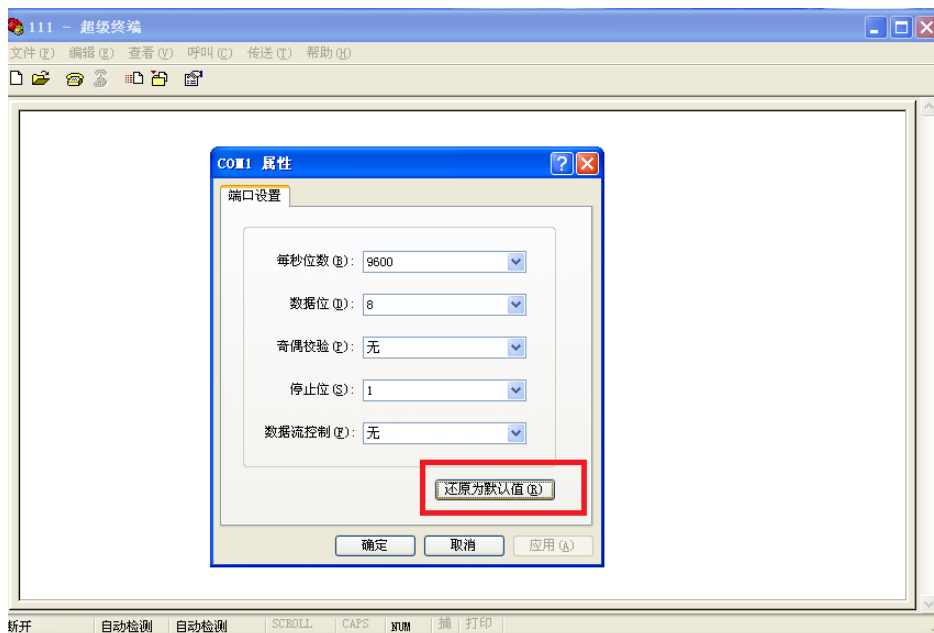 111 - 超级终端
文件(F) 编辑(E) 查看(V) 呼叫(C) 传送(T) 帮助(H)
COM1 属性
端口设置
每秒位数(B): 9600
数据位(D): 8
奇偶校验(P): 无
停止位(S): 1
数据流控制(F): 无
还原为默认值(R)
确定 取消 应用(A)
断开 自动检测 自动检测 SCROLL CAPS NUM 捕 打印